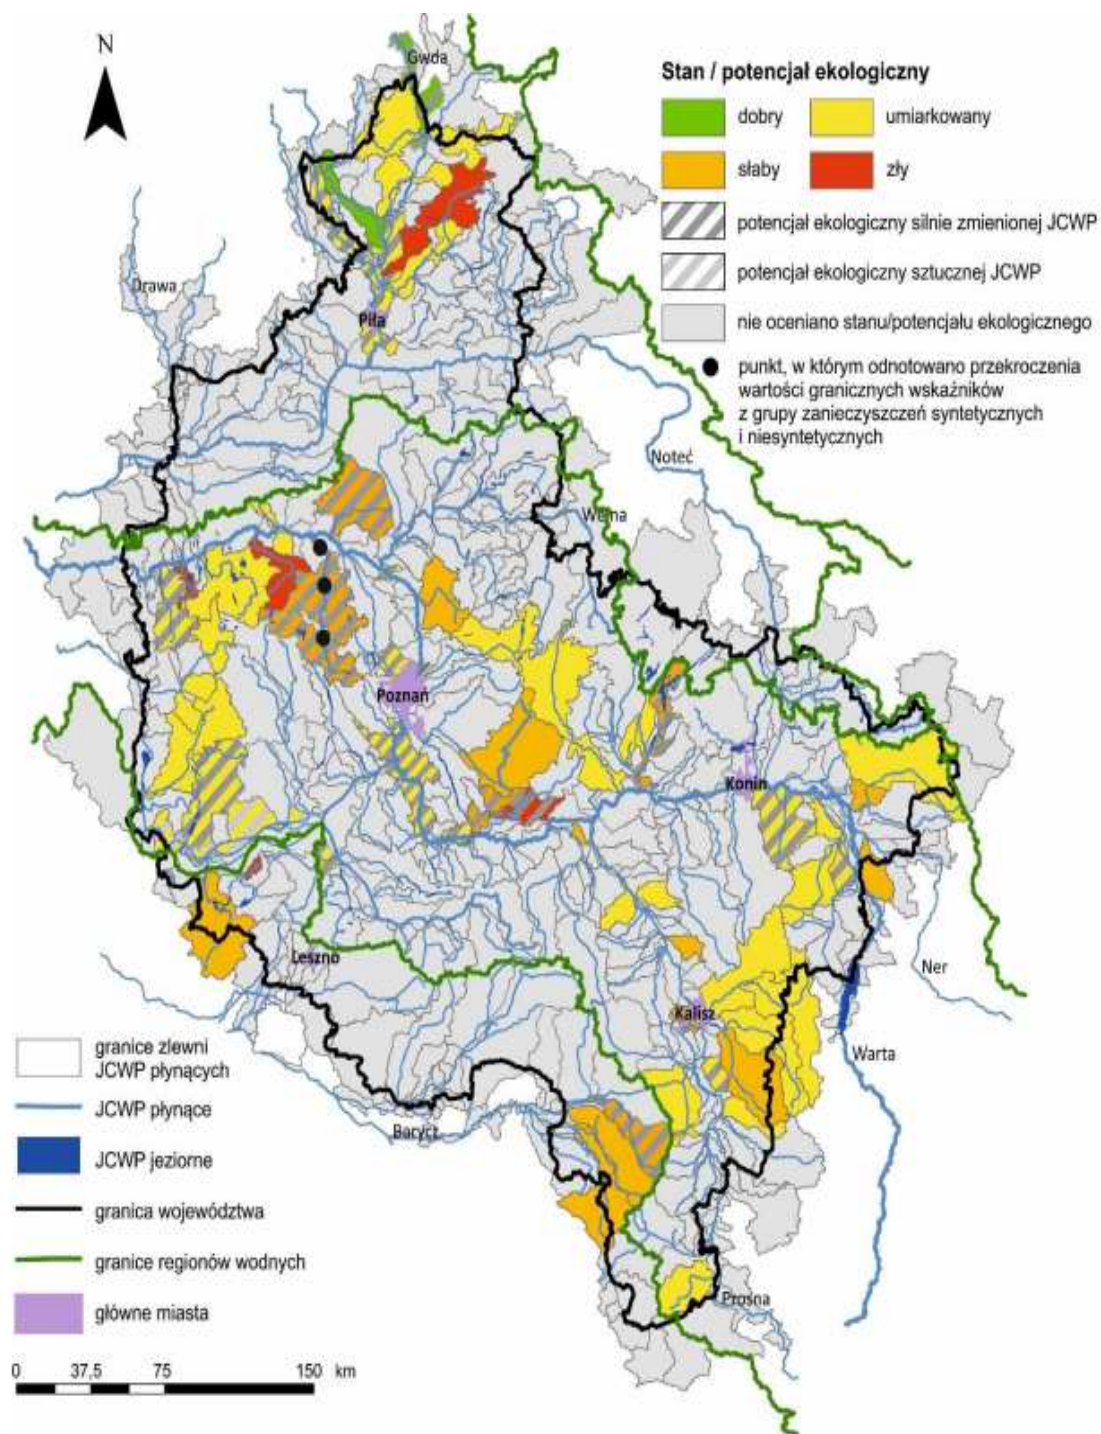 N
Gwda
Stan / potencjał ekologiczny
dobry
umiarkowany
słaby
zły
potencjał ekologiczny silnie zmienionej JCWP
potencjał ekologiczny sztucznej JCWP
nie oceniano stanu/potencjału ekologicznego
punkt, w którym odnotowano przekroczenia
wartości granicznych wskaźników
z grupy zanieczyszczeń syntetycznych
i niesyntetycznych
Drawa
Piła
Noteć
Wełna
Poznań
Konin
Leszno
Ner
Kalisz
Warta
Barycz
Prosna
granice zlewni
JCWP płynących
JCWP płynące
JCWP jeziorne
granica województwa
granice regionów wodnych
główne miasta
0 37,5 75 150 km